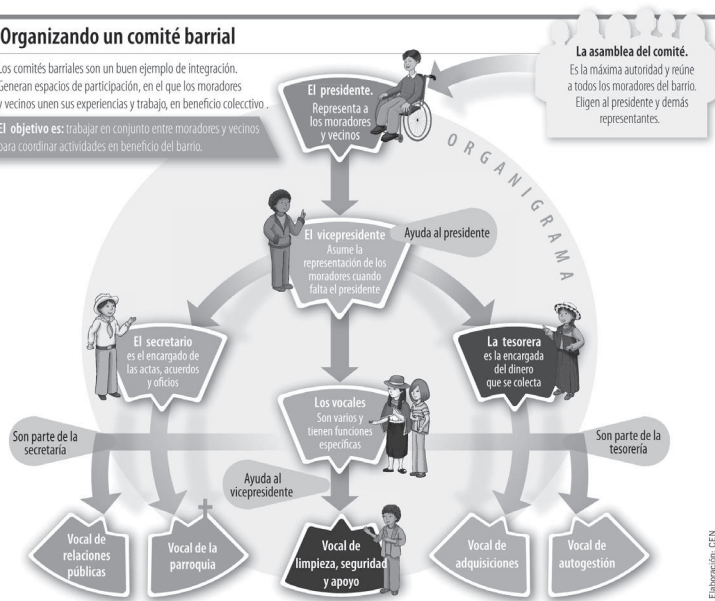 Organizando un comité barrial
Los comités barriales son un buen ejemplo de integración.
Generan espacios de participación, en el que los moradores
y vecinos unen sus experiencias y trabajo, en beneficio colectivo .
El objetivo es: trabajar en conjunto entre moradores y vecinos
para coordinar actividades en beneficio del barrio.
La asamblea del comité.
Es la máxima autoridad y reúne
a todos los moradores del barrio.
Eligen al presidente y demás
representantes.
El presidente.
Representa a
los moradores
y vecinos
ORGANIGRAMA
El vicepresidente
Asume la
representación de los
moradores cuando
falta el presidente
Ayuda al presidente
El secretario
es el encargado de
las actas, acuerdos
y oficios
La tesorera
es la encargada
del dinero
que se colecta
Los vocales
Son varios y
tienen funciones
específicas
Son parte de la
secretaría
Son parte de la
tesorería
Ayuda al
vicepresidente
Vocal de
relaciones
públicas
Vocal de la
parroquia
Vocal de
limpieza, seguridad
y apoyo
Vocal de
adquisiciones
Vocal de
autogestión
Elaboración: CEN